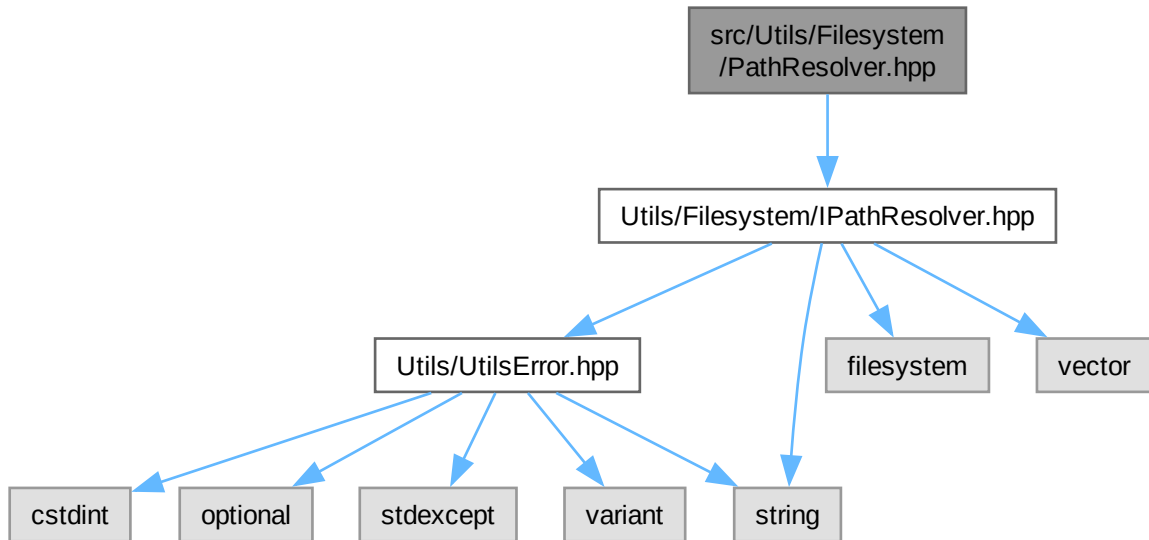 src/Utils/Filesystem
/PathResolver.hpp
Utils/Filesystem/IPathResolver.hpp
Utils/UtilsError.hpp
filesystem
vector
cstdint
optional
stdexcept
variant
string